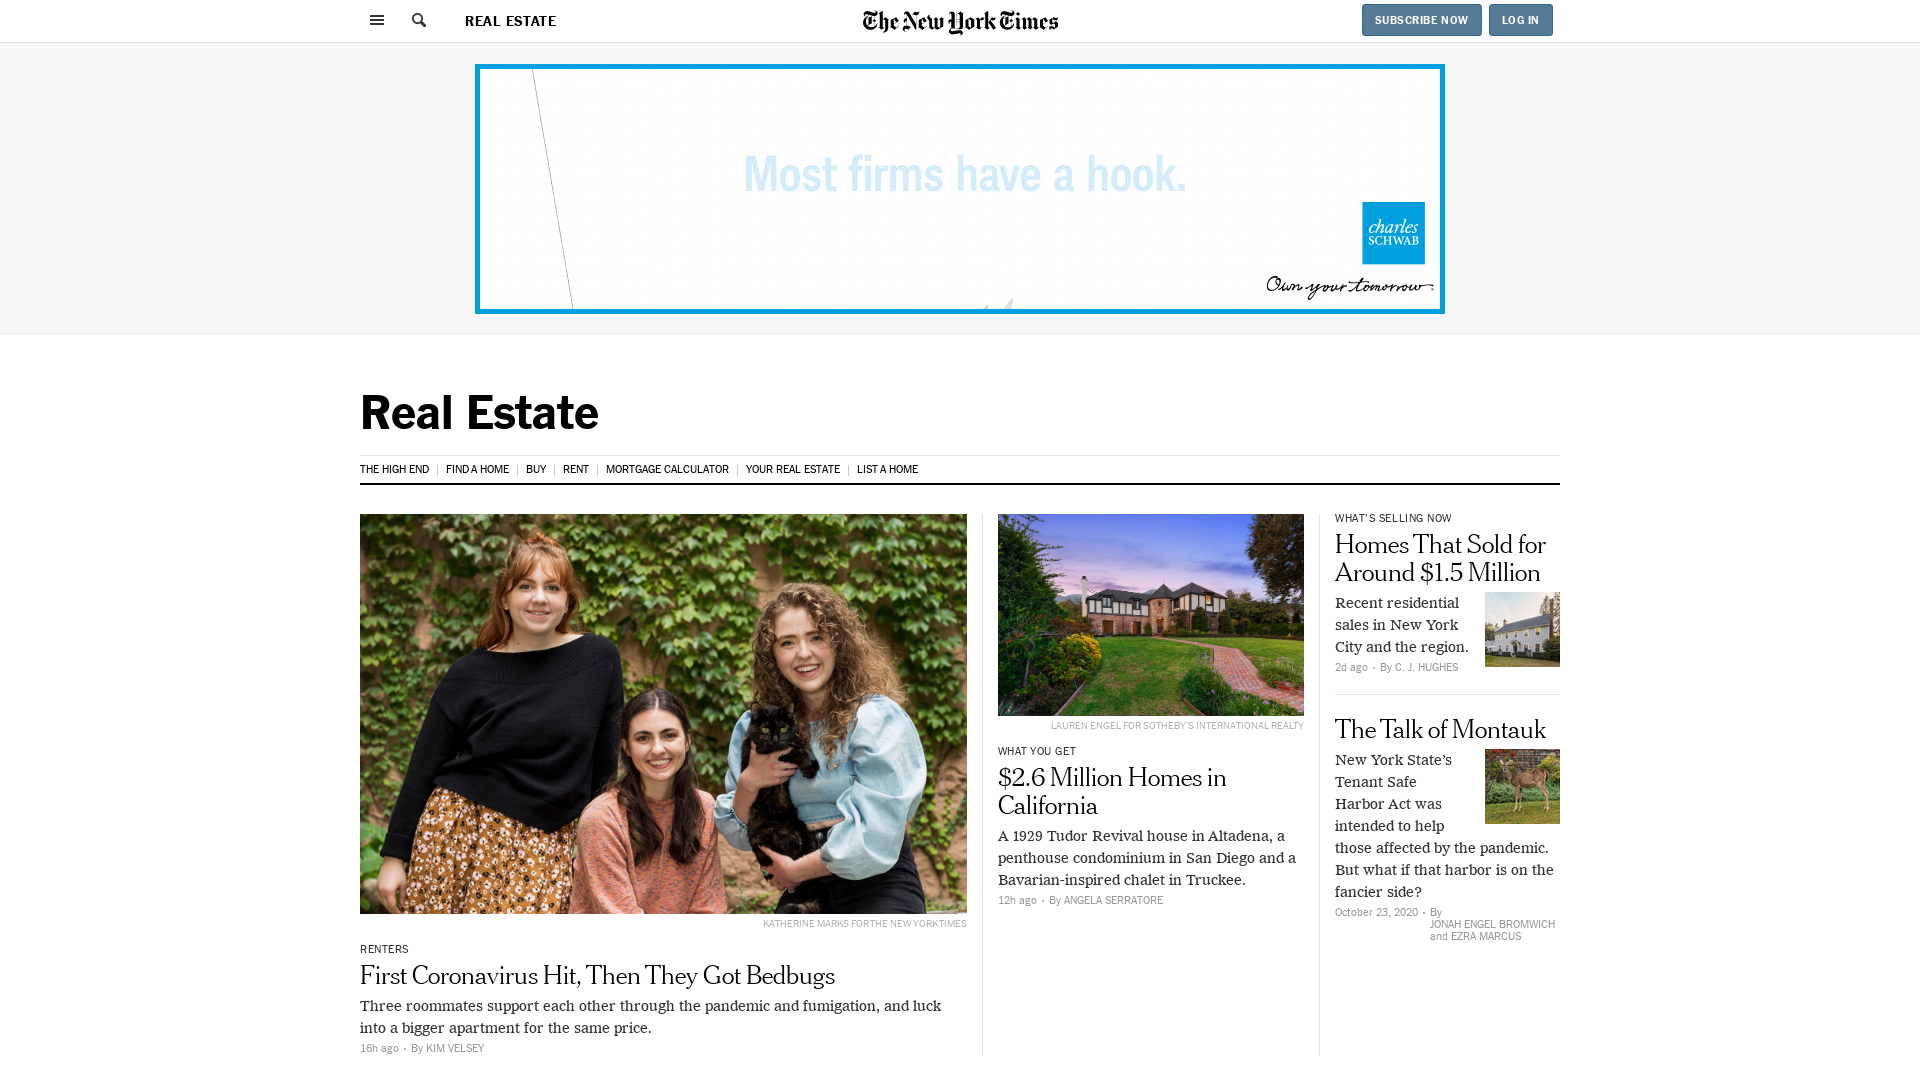 REAL ESTATE
The New York Times
SUBSCRIBE NOW
LOG IN
Most firms have a hook.
charles
SCHWAB
Own your tomorrow.
Real Estate
THE HIGH END
FIND A HOME
BUY
RENT
MORTGAGE CALCULATOR
YOUR REAL ESTATE
LIST A HOME
KATHERINE MARKS FOR THE NEW YORK TIMES
RENTERS
First Coronavirus Hit, Then They Got Bedbugs
Three roommates support each other through the pandemic and fumigation, and luck
into a bigger apartment for the same price.
16h ago • By KIM VELSEY
LAUREN ENGEL FOR SOTHEBY'S INTERNATIONAL REALTY
WHAT YOU GET
$2.6 Million Homes in
California
A 1929 Tudor Revival house in Altadena, a
penthouse condominium in San Diego and a
Bavarian-inspired chalet in Truckee.
12h ago • By ANGELA SERRATORE
WHAT'S SELLING NOW
Homes That Sold for
Around $1.5 Million
Recent residential
sales in New York
City and the region.
2d ago • By C. J. HUGHES
The Talk of Montauk
New York State’s
Tenant Safe
Harbor Act was
intended to help
those affected by the pandemic.
But what if that harbor is on the
fancier side?
October 23, 2020 • By
JONAH ENGEL BROMWICH
and EZRA MARCUS